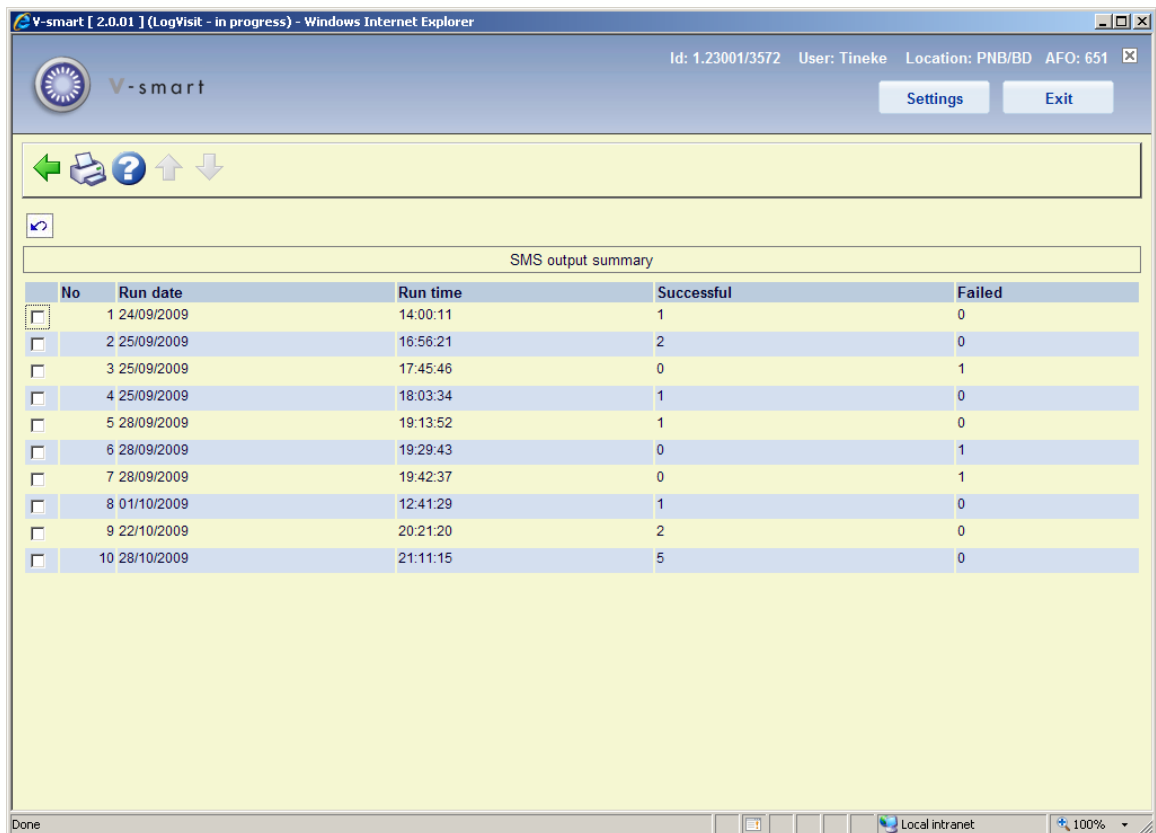 V-smart [ 2.0.01 ] (LogVisit - in progress) - Windows Internet Explorer
Id: 1.23001/3572 User: Tineke Location: PNB/BD AFO: 651
V-smart
Settings Exit
SMS output summary
No Run date Run time Successful Failed
1 24/09/2009 14:00:11 1 0
2 25/09/2009 16:56:21 2 0
3 25/09/2009 17:45:46 0 1
4 25/09/2009 18:03:34 1 0
5 28/09/2009 19:13:52 1 0
6 28/09/2009 19:29:43 0 1
7 28/09/2009 19:42:37 0 1
8 01/10/2009 12:41:29 1 0
9 22/10/2009 20:21:20 2 0
10 28/10/2009 21:11:15 5 0
Done Local intranet 100%